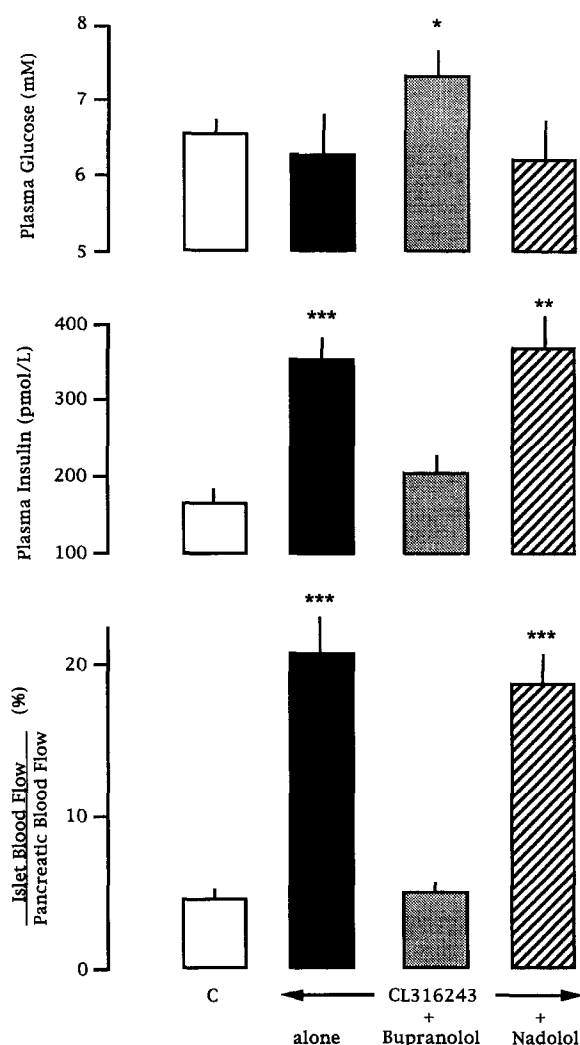 8
*
7
6
5
Plasma Glucose (mM)
400
***
**
300
200
100
Plasma Insulin (pmol/L)
***
***
20
10
0
Islet Blood Flow (%)
Pancreatic Blood Flow
C CL316243
+ +
alone Bupranolol Nadolol